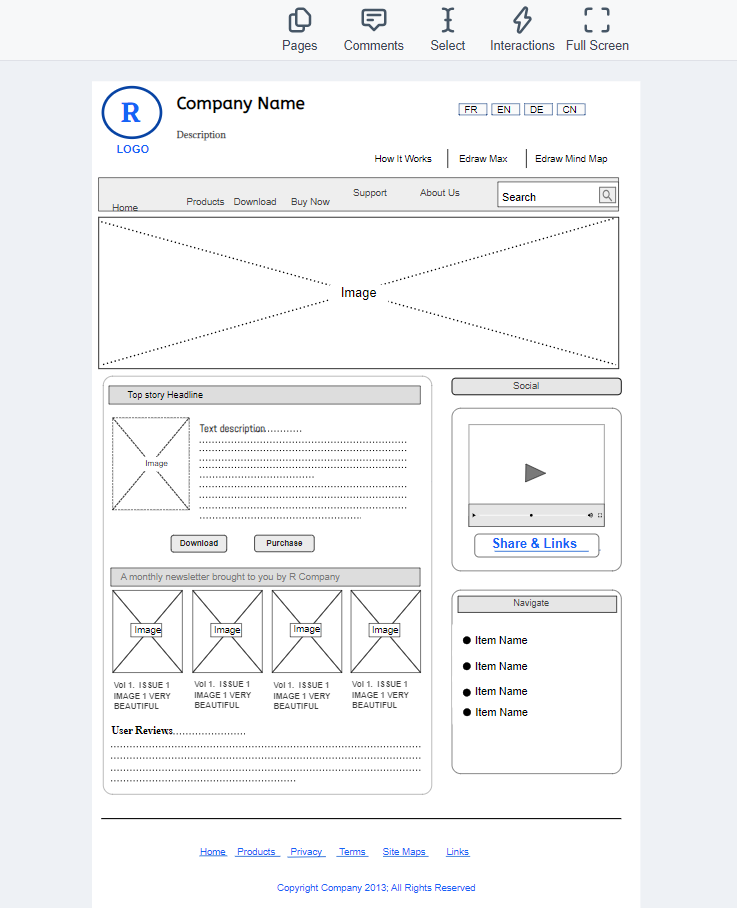 Pages Comments Select Interactions Full Screen
R
LOGO
Company Name
Description
FR EN DE CN
How It Works Edraw Max Edraw Mind Map
Home Products Download Buy Now Support About Us Search
Image
Top story Headline
Image
Text description............
Download Purchase
A monthly newsletter brought to you by R Company
Image Image Image Image
Vol 1. ISSUE 1
IMAGE 1 VERY
BEAUTIFUL
Vol 1. ISSUE 1
IMAGE 1 VERY
BEAUTIFUL
Vol 1. ISSUE 1
IMAGE 1 VERY
BEAUTIFUL
Vol 1. ISSUE 1
IMAGE 1 VERY
BEAUTIFUL
User Reviews........................
Social
Share & Links
Navigate
Item Name
Item Name
Item Name
Item Name
Home Products Privacy Terms Site Maps Links
Copyright Company 2013; All Rights Reserved